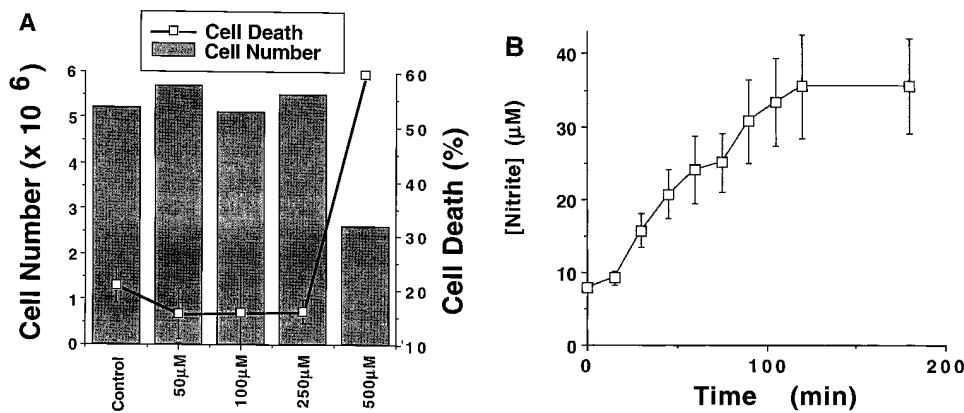 A
Cell Death
Cell Number
Cell Number (x 10 6)
6
5
4
3
2
1
0
60
50
40
30
20
10
Cell Death (%)
Control
50µM
100µM
250µM
500µM
B
[Nitrite] (µM)
40
30
20
10
0
0
100
200
Time (min)